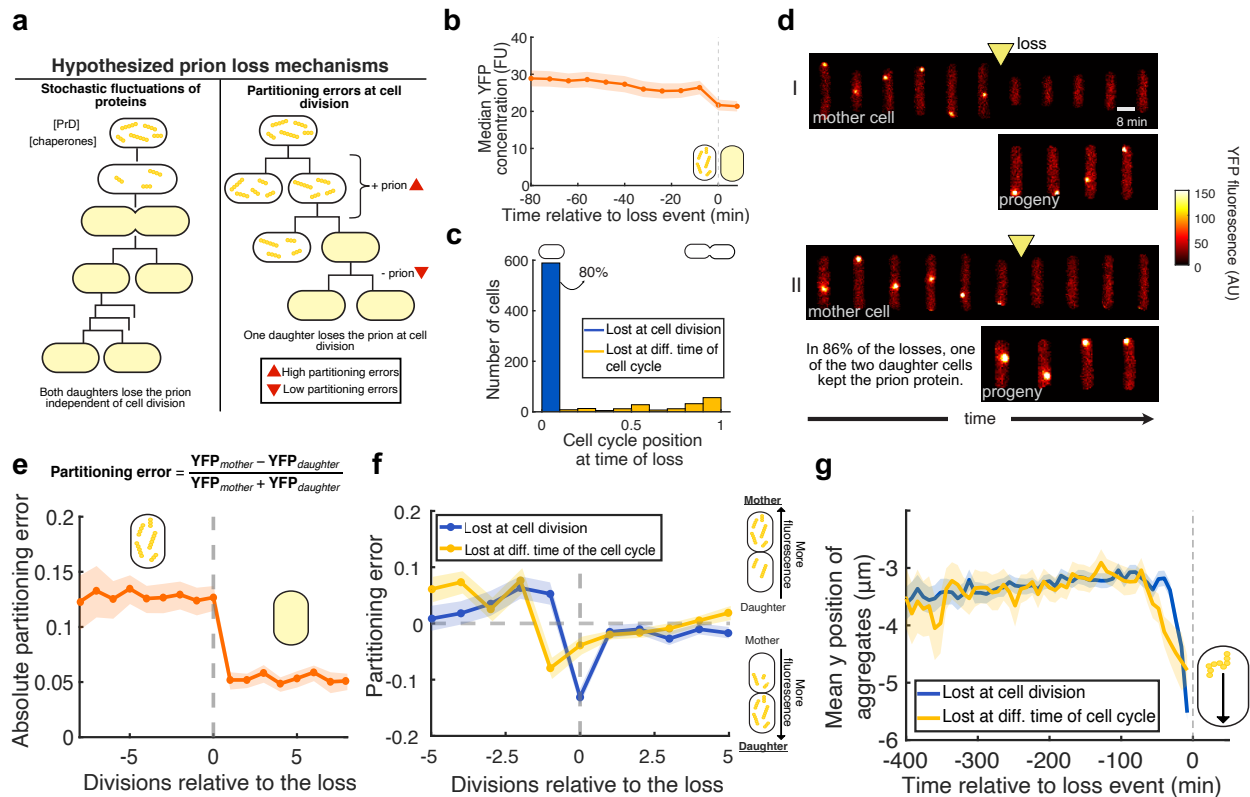 a
Hypothesized prion loss mechanisms
Stochastic fluctuations of
proteins
[PrD]
[chaperones]
Both daughters lose the prion
independent of cell division
Partitioning errors at cell
division
+ prion
- prion
One daughter loses the prion at cell
division
High partitioning errors
Low partitioning errors
b
Median YFP
concentration (FU)
40
30
20
10
0
-80
-60
-40
-20
0
Time relative to loss event (min)
c
Number of cells
600
400
200
0
80%
Lost at cell division
Lost at diff. time of
cell cycle
0
0.5
1
Cell cycle position
at time of loss
d
loss
I
mother cell
8 min
progeny
II
mother cell
In 86% of the losses, one
of the two daughter cells
kept the prion protein.
progeny
time
YFP fluorescence (AU)
150
100
50
0
e
Partitioning error = YFPmother − YFPdaughter
YFPmother + YFPdaughter
Absolute partitioning error
0.2
0.15
0.1
0.05
0
-5
0
5
Divisions relative to the loss
f
Partitioning error
0.2
0.1
0
-0.1
-0.2
Lost at cell division
Lost at diff. time of the cell cycle
-5
-2.5
0
2.5
5
Divisions relative to the loss
Mother
More
fluorescence
Daughter
Mother
More
fluorescence
Daughter
g
Mean y position of
aggregates (µm)
-3
-4
-5
-6
Lost at cell division
Lost at diff. time of cell cycle
-400
-300
-200
-100
0
Time relative to loss event (min)